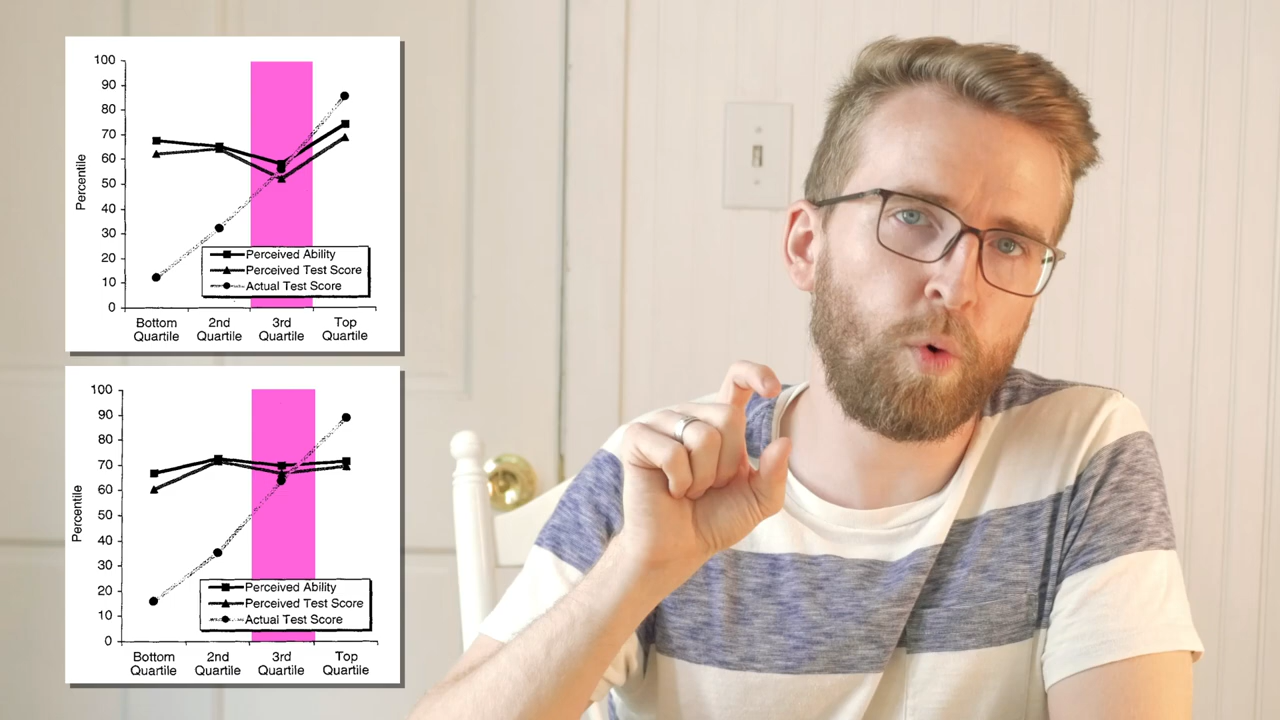 100
90
80
70
60
50
40
30
20
10
0
Percentile
Perceived Ability
Perceived Test Score
Actual Test Score
Bottom Quartile
2nd Quartile
3rd Quartile
Top Quartile
100
90
80
70
60
50
40
30
20
10
0
Percentile
Perceived Ability
Perceived Test Score
Actual Test Score
Bottom Quartile
2nd Quartile
3rd Quartile
Top Quartile